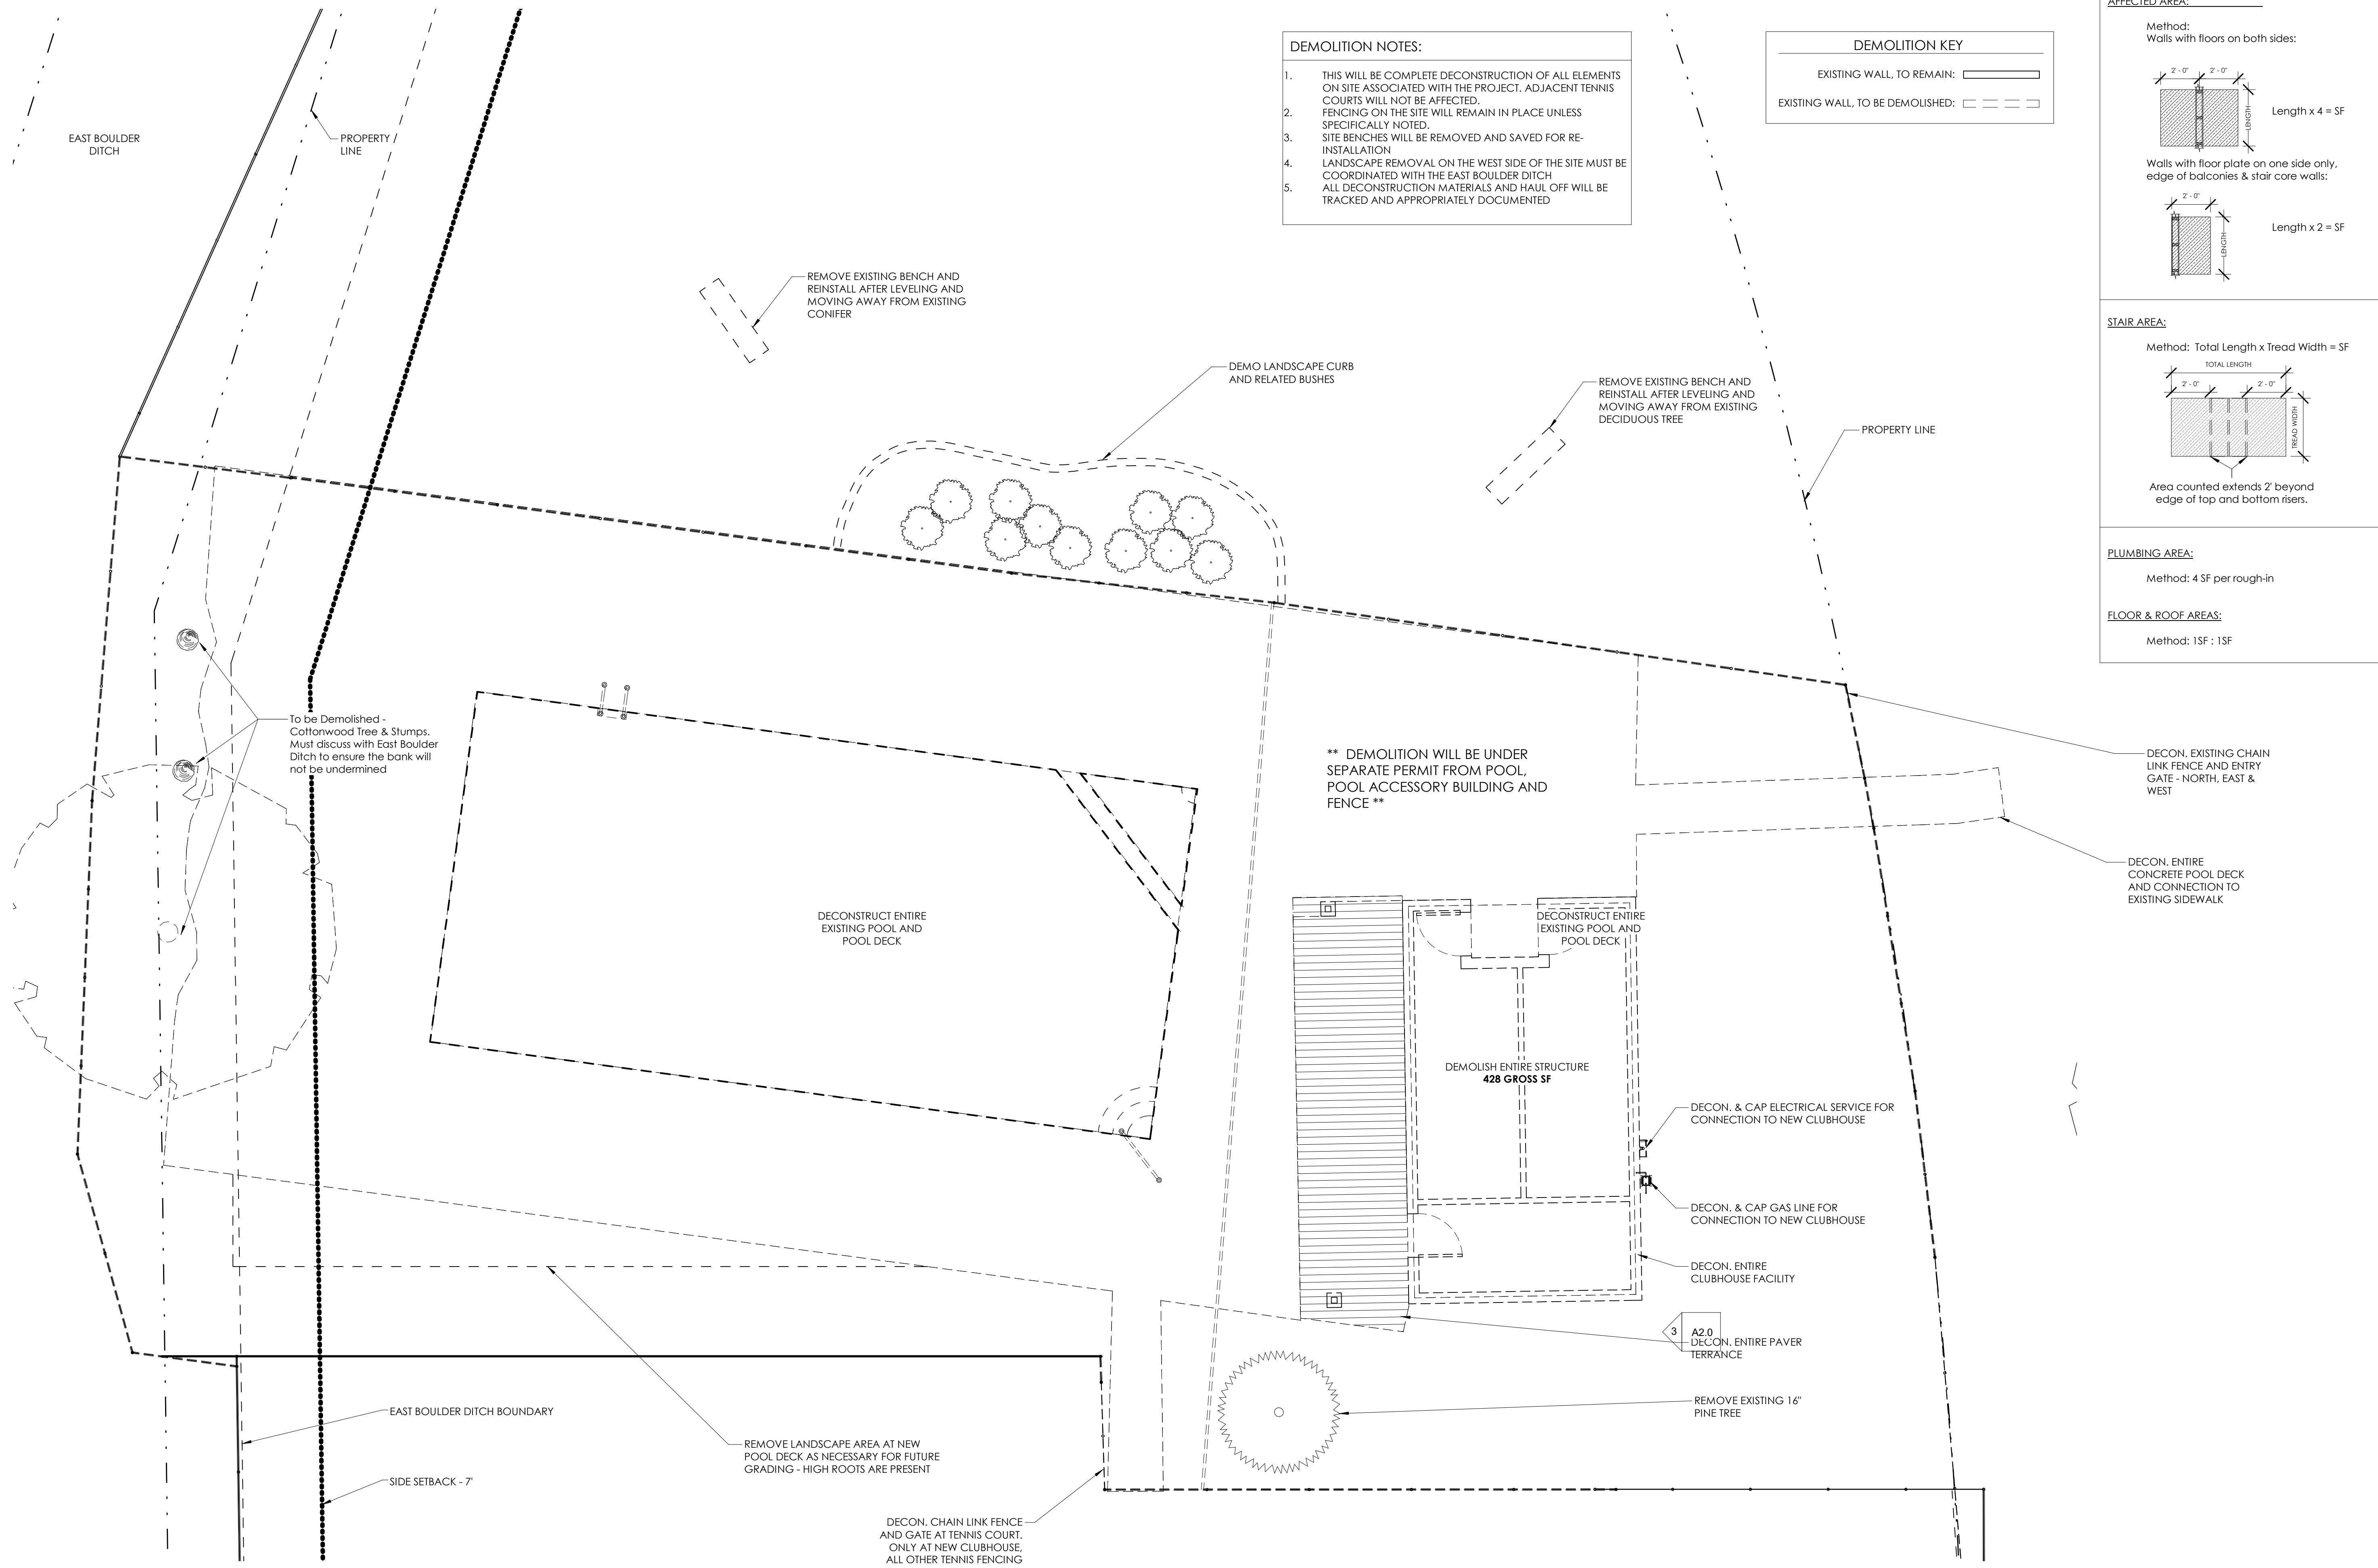 EAST BOULDER
DITCH
PROPERTY
LINE
DEMOLITION NOTES:
1. THIS WILL BE COMPLETE DECONSTRUCTION OF ALL ELEMENTS
ON SITE ASSOCIATED WITH THE PROJECT. ADJACENT TENNIS
COURTS WILL NOT BE AFFECTED.
2. FENCING ON THE SITE WILL REMAIN IN PLACE UNLESS
SPECIFICALLY NOTED.
3. SITE BENCHES WILL BE REMOVED AND SAVED FOR RE-
INSTALLATION
4. LANDSCAPE REMOVAL ON THE WEST SIDE OF THE SITE MUST BE
COORDINATED WITH THE EAST BOULDER DITCH
5. ALL DECONSTRUCTION MATERIALS AND HAUL OFF WILL BE
TRACKED AND APPROPRIATELY DOCUMENTED
DEMOLITION KEY
EXISTING WALL, TO REMAIN:
EXISTING WALL, TO BE DEMOLISHED:
AFFECTED AREA:
Method:
Walls with floors on both sides:
2' - 0" 2' - 0"
LENGTH
Length x 4 = SF
Walls with floor plate on one side only,
edge of balconies & stair core walls:
2' - 0"
LENGTH
Length x 2 = SF
STAIR AREA:
Method: Total Length x Tread Width = SF
TOTAL LENGTH
2' - 0" 2' - 0"
TREAD WIDTH
Area counted extends 2' beyond
edge of top and bottom risers.
PLUMBING AREA:
Method: 4 SF per rough-in
FLOOR & ROOF AREAS:
Method: 1SF : 1SF
REMOVE EXISTING BENCH AND
REINSTALL AFTER LEVELING AND
MOVING AWAY FROM EXISTING
CONIFER
DEMO LANDSCAPE CURB
AND RELATED BUSHES
REMOVE EXISTING BENCH AND
REINSTALL AFTER LEVELING AND
MOVING AWAY FROM EXISTING
DECIDUOUS TREE
PROPERTY LINE
To be Demolished -
Cottonwood Tree & Stumps.
Must discuss with East Boulder
Ditch to ensure the bank will
not be undermined
** DEMOLITION WILL BE UNDER
SEPARATE PERMIT FROM POOL,
POOL ACCESSORY BUILDING AND
FENCE **
DECON. EXISTING CHAIN
LINK FENCE AND ENTRY
GATE - NORTH, EAST &
WEST
DECON. ENTIRE
CONCRETE POOL DECK
AND CONNECTION TO
EXISTING SIDEWALK
DECONSTRUCT ENTIRE
EXISTING POOL AND
POOL DECK
DECONSTRUCT ENTIRE
EXISTING POOL AND
POOL DECK
DEMOLISH ENTIRE STRUCTURE
428 GROSS SF
DECON. & CAP ELECTRICAL SERVICE FOR
CONNECTION TO NEW CLUBHOUSE
DECON. & CAP GAS LINE FOR
CONNECTION TO NEW CLUBHOUSE
DECON. ENTIRE
CLUBHOUSE FACILITY
3 A2.0
DECON. ENTIRE PAVER
TERRANCE
REMOVE EXISTING 16"
PINE TREE
EAST BOULDER DITCH BOUNDARY
REMOVE LANDSCAPE AREA AT NEW
POOL DECK AS NECESSARY FOR FUTURE
GRADING - HIGH ROOTS ARE PRESENT
SIDE SETBACK - 7'
DECON. CHAIN LINK FENCE
AND GATE AT TENNIS COURT.
ONLY AT NEW CLUBHOUSE,
ALL OTHER TENNIS FENCING